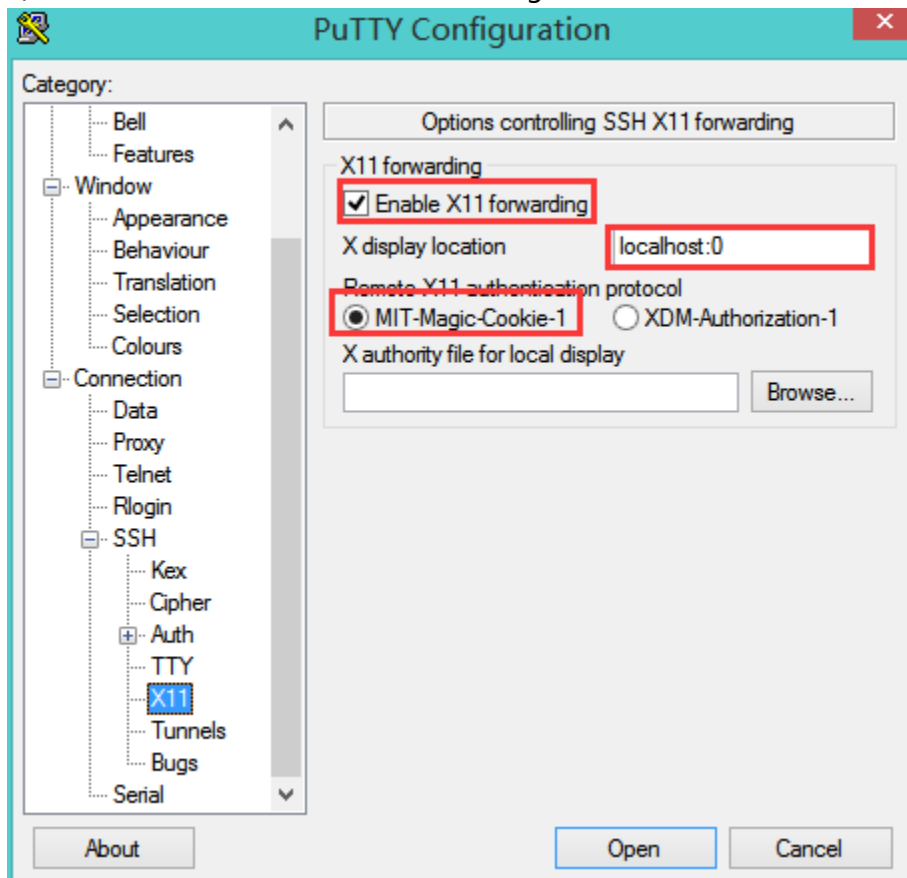 PuTTY Configuration
Category:
Bell
Features
Window
Appearance
Behaviour
Translation
Selection
Colours
Connection
Data
Proxy
Telnet
Rlogin
SSH
Kex
Cipher
Auth
TTY
X11
Tunnels
Bugs
Serial
Options controlling SSH X11 forwarding
X11 forwarding
Enable X11 forwarding
X display location localhost:0
Remote X11 authentication protocol
MIT-Magic-Cookie-1 XDM-Authorization-1
X authority file for local display
Browse...
About Open Cancel